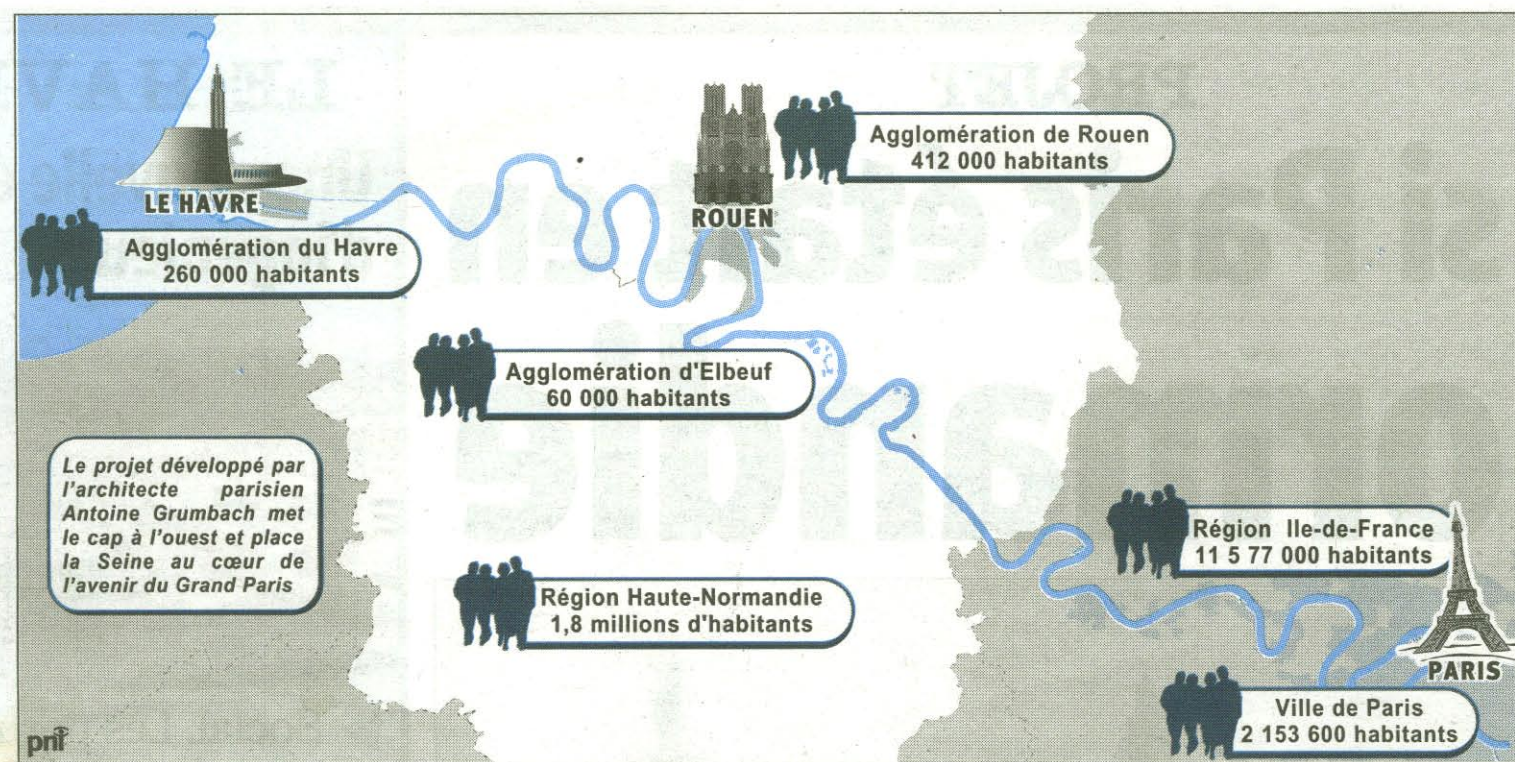 LE HAVRE
Agglomération du Havre
260 000 habitants
ROUEN
Agglomération de Rouen
412 000 habitants
Agglomération d'Elbeuf
60 000 habitants
Le projet développé par
l'architecte parisien
Antoine Grumbach met
le cap à l'ouest et place
la Seine au cœur de
l'avenir du Grand Paris
Région Haute-Normandie
1,8 millions d'habitants
Région Ile-de-France
11 5 77 000 habitants
PARIS
Ville de Paris
2 153 600 habitants